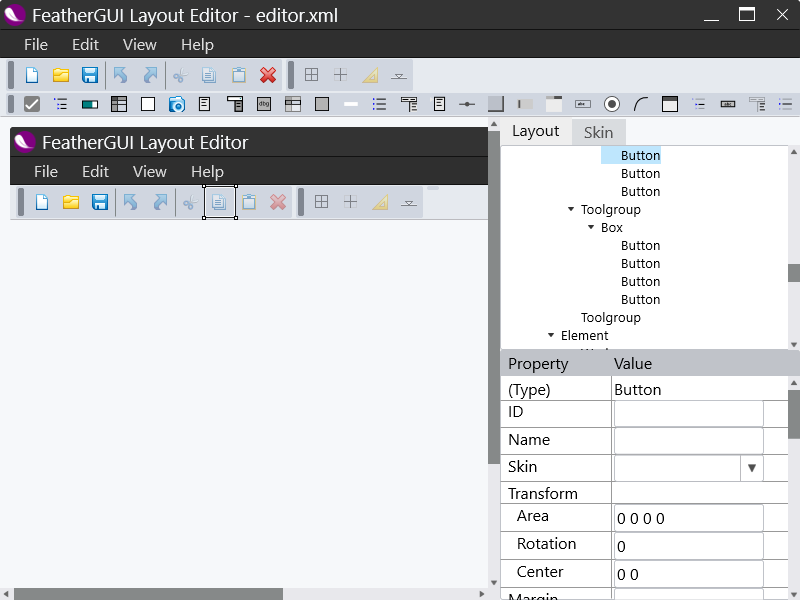 FeatherGUI Layout Editor - editor.xml
File Edit View Help
FeatherGUI Layout Editor
File Edit View Help
Layout Skin
Button
Button
Button
Toolgroup
Box
Button
Button
Button
Button
Toolgroup
Element
Property Value
(Type) Button
ID
Name
Skin
Transform
Area 0 0 0 0
Rotation 0
Center 0 0
Margin